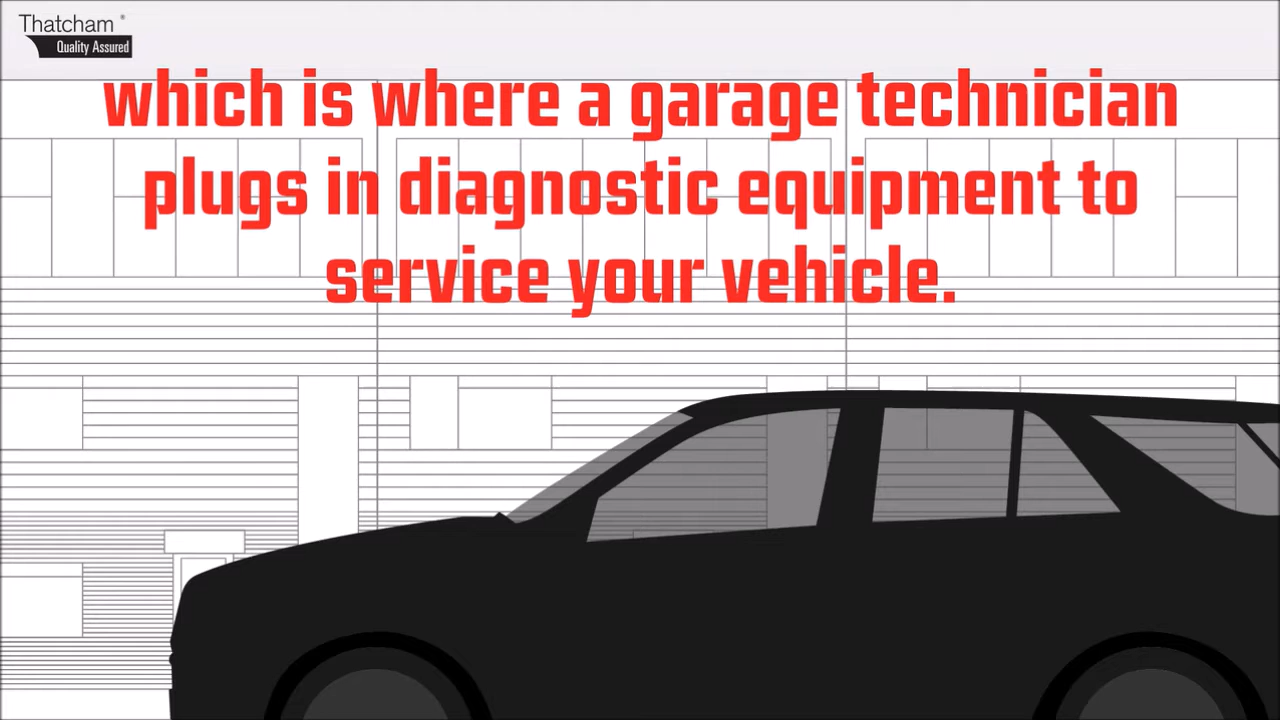 Thatcham®
Quality Assured
which is where a garage technician
plugs in diagnostic equipment to
service your vehicle.